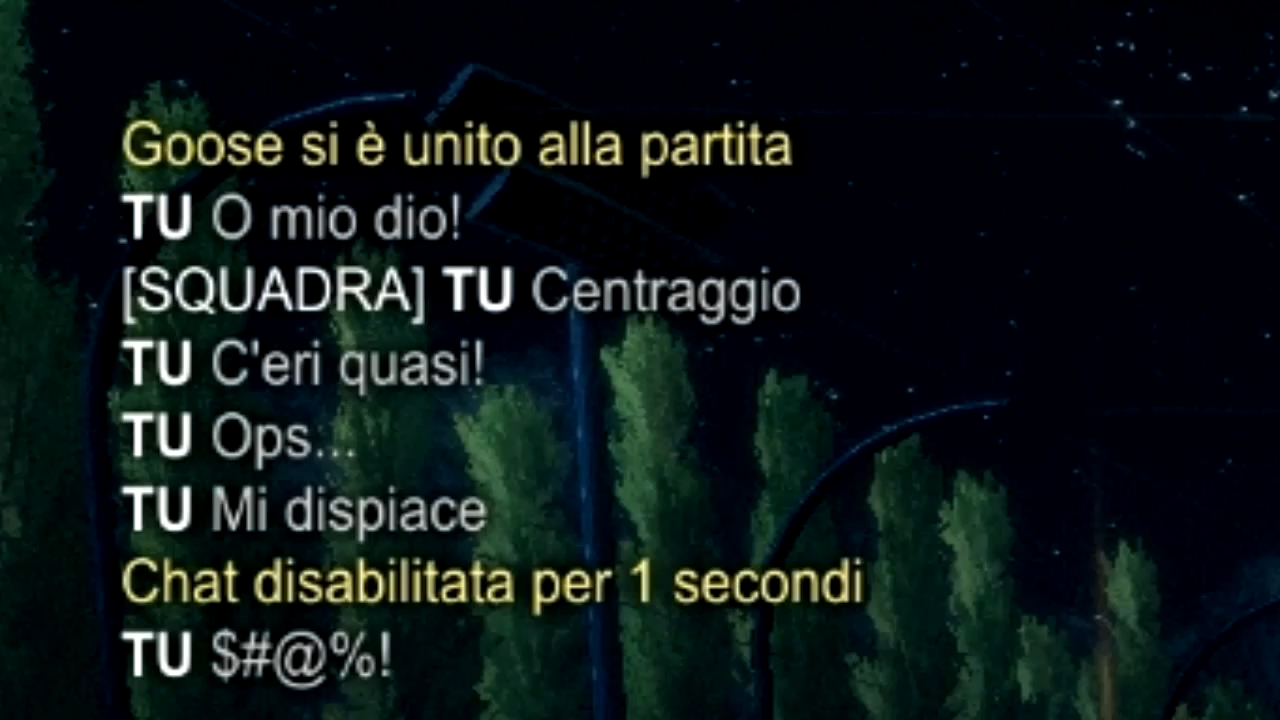 Goose si è unito alla partita
TU O mio dio!
[SQUADRA] TU Centraggio
TU C'eri quasi!
TU Ops...
TU Mi dispiace
Chat disabilitata per 1 secondi
TU $#@%!